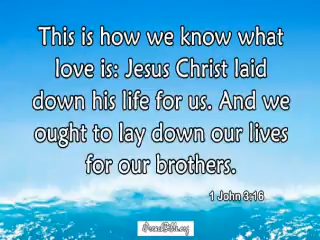 This is how we know what
love is: Jesus Christ laid
down his life for us. And we
ought to lay down our lives
for our brothers.
1 John 3:16